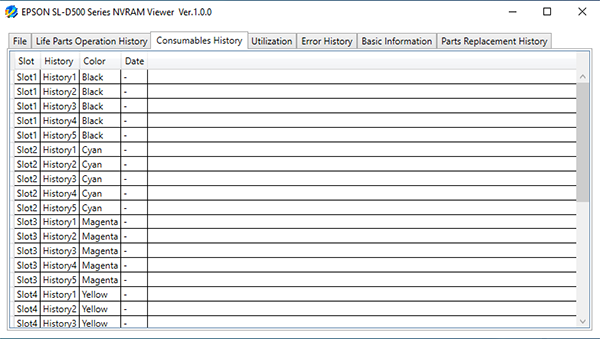 EPSON SL-D500 Series NVRAM Viewer Ver.1.0.0
File Life Parts Operation History Consumables History Utilization Error History Basic Information Parts Replacement History
Slot History Color Date
Slot1 History1 Black -
Slot1 History2 Black -
Slot1 History3 Black -
Slot1 History4 Black -
Slot1 History5 Black -
Slot2 History1 Cyan -
Slot2 History2 Cyan -
Slot2 History3 Cyan -
Slot2 History4 Cyan -
Slot2 History5 Cyan -
Slot3 History1 Magenta -
Slot3 History2 Magenta -
Slot3 History3 Magenta -
Slot3 History4 Magenta -
Slot3 History5 Magenta -
Slot4 History1 Yellow -
Slot4 History2 Yellow -
Slot4 History3 Yellow -